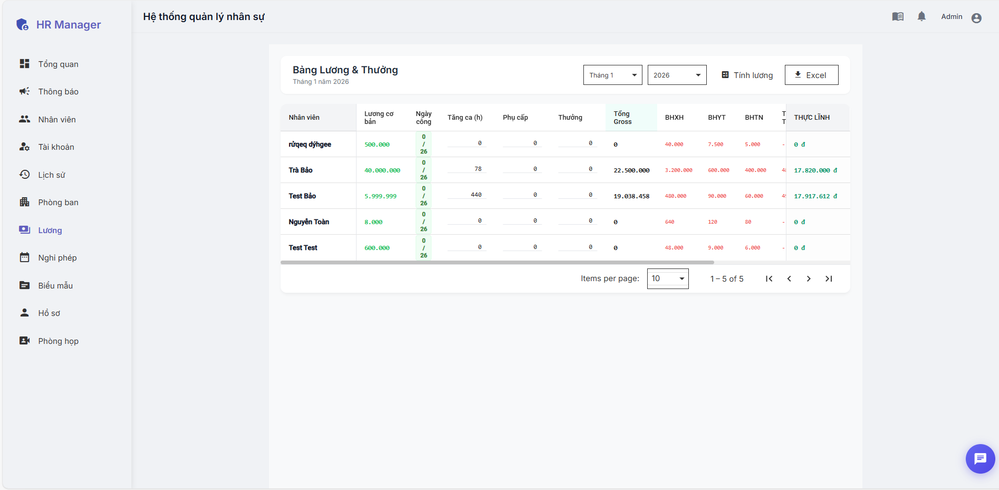 HR Manager
Hệ thống quản lý nhân sự
Admin
Tổng quan
Thông báo
Nhân viên
Tài khoản
Lịch sử
Phòng ban
Lương
Nghỉ phép
Biểu mẫu
Hồ sơ
Phòng họp
Bảng Lương & Thưởng
Tháng 1 năm 2026
Tháng 1
2026
Tính lương
Excel
Nhân viên
Lương cơ bản
Ngày công
Tăng ca (h)
Phụ cấp
Thưởng
Tổng Gross
BHXH
BHYT
BHTN
THỰC LĨNH
rửqeq dýhgee 500.000 0 / 26 0 0 0 0 40.000 7.500 5.000 - 0 đ
Trà Bảo 40.000.000 0 / 26 78 0 0 22.500.000 3.200.000 600.000 400.000 17.820.000 đ
Test Bảo 5.999.999 0 / 26 440 0 0 19.038.458 480.000 90.000 60.000 17.917.612 đ
Nguyễn Toàn 8.000 0 / 26 0 0 0 0 640 120 80 - 0 đ
Test Test 600.000 0 / 26 0 0 0 0 48.000 9.000 6.000 - 0 đ
Items per page: 10 1 – 5 of 5